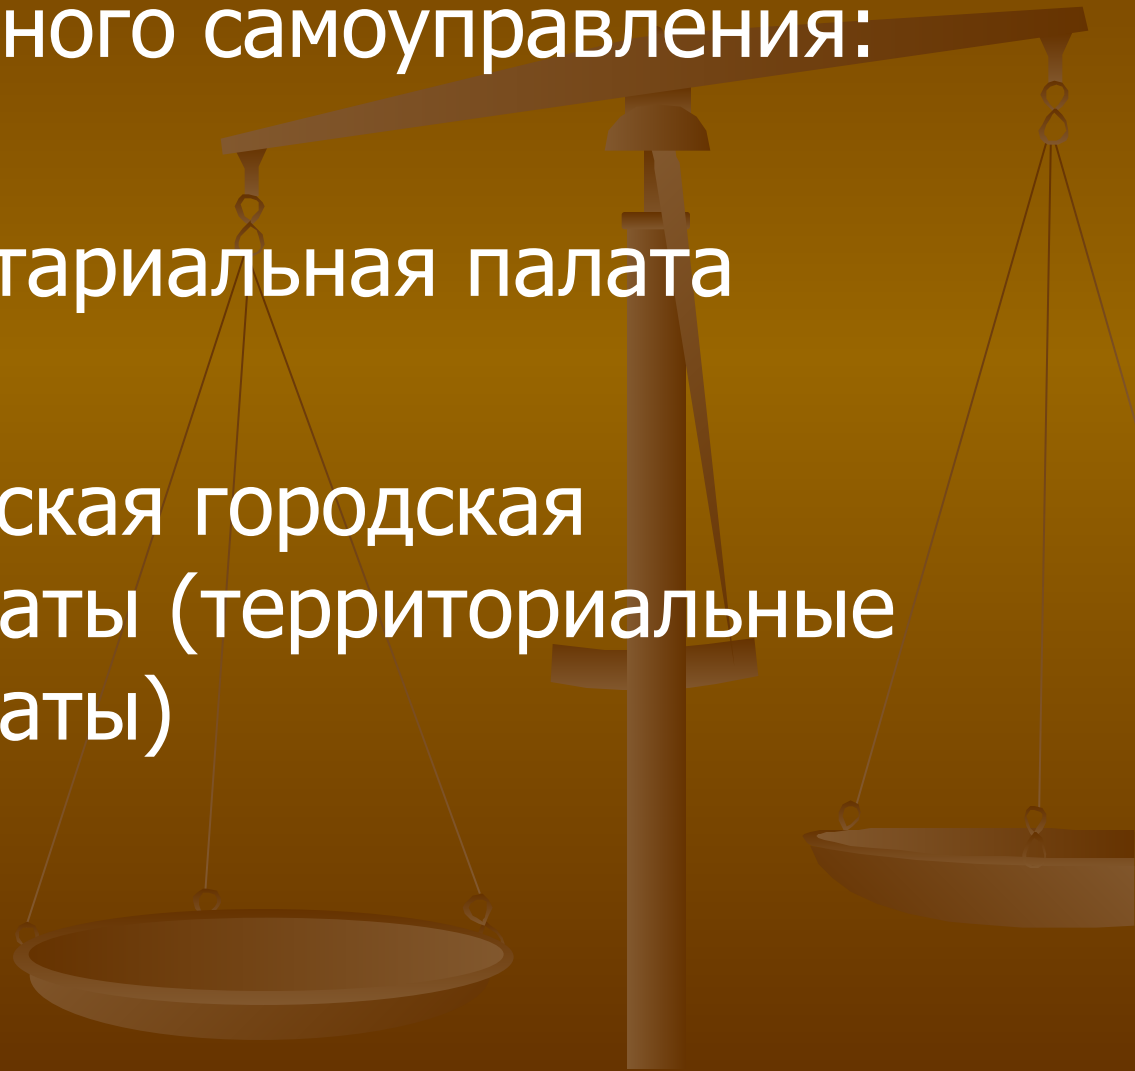 ного самоуправления:
тариальная палата
ская городская
аты (территориальные
аты)